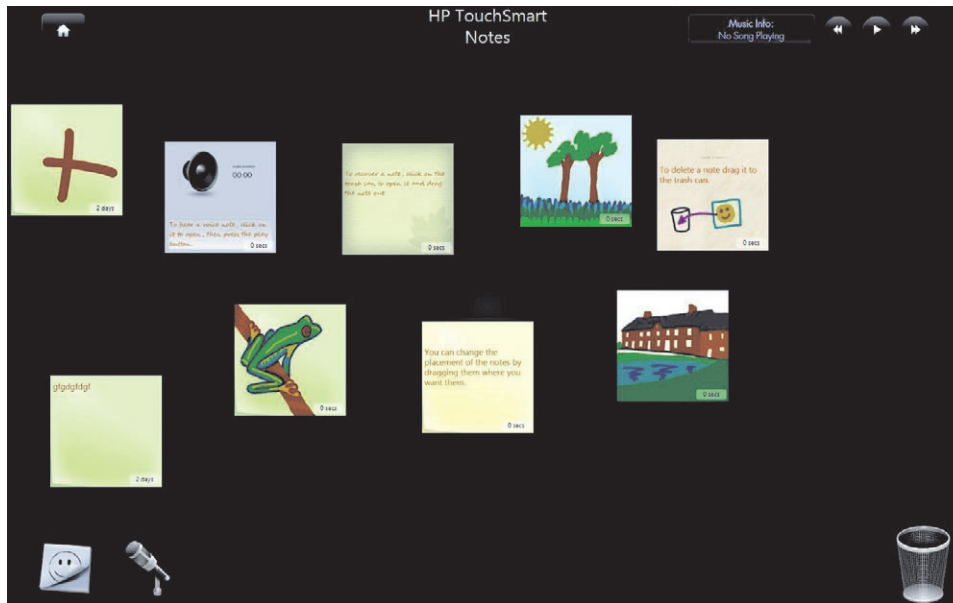 HP TouchSmart
Notes
Music Info:
No Song Playing
2 days
00:00
To hear a voice note, click on
it to open, then press the play
button.
0 secs
To recover a note, click on the
trash can to open it and drag
the note out
0 secs
0 secs
To delete a note drag it to
the trash can.
0 secs
gfgdgfdgf
2 days
0 secs
You can change the
placement of the notes by
dragging them where you
want them.
0 secs
0 secs